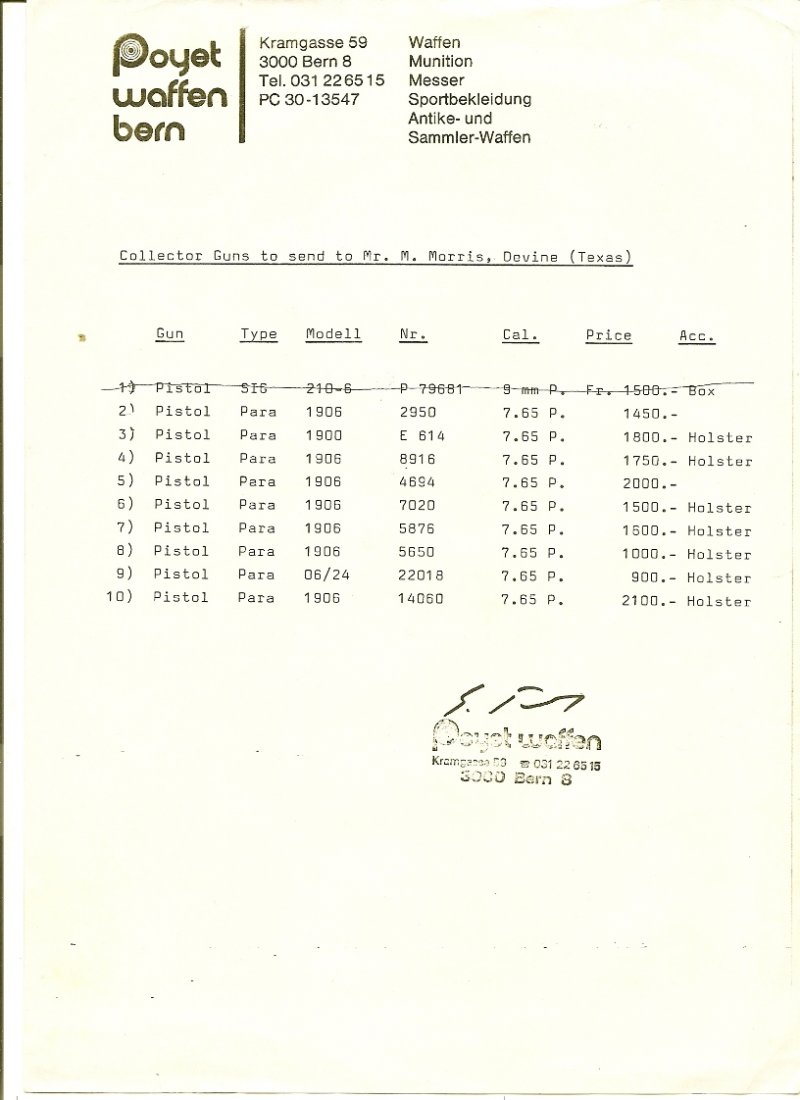 Poyet
waffen
bern
Kramgasse 59
3000 Bern 8
Tel. 031 22 65 15
PC 30-13547
Waffen
Munition
Messer
Sportbekleidung
Antike- und
Sammler-Waffen
Collector Guns to send to Mr. M. Morris, Devine (Texas)
Gun Type Modell Nr. Cal. Price Acc.
1) Pistol SIG 210-6 P 79681 9 mm P. Fr. 1500.- Box
2) Pistol Para 1906 2950 7.65 P. 1450.-
3) Pistol Para 1900 E 614 7.65 P. 1800.- Holster
4) Pistol Para 1906 8916 7.65 P. 1750.- Holster
5) Pistol Para 1906 4694 7.65 P. 2000.-
6) Pistol Para 1906 7020 7.65 P. 1500.- Holster
7) Pistol Para 1906 5876 7.65 P. 1600.- Holster
8) Pistol Para 1906 5650 7.65 P. 1000.- Holster
9) Pistol Para 06/24 22018 7.65 P. 900.- Holster
10) Pistol Para 1906 14060 7.65 P. 2100.- Holster
Poyet waffen
Kramgasse 59 ☎ 031 22 65 15
3000 Bern 8